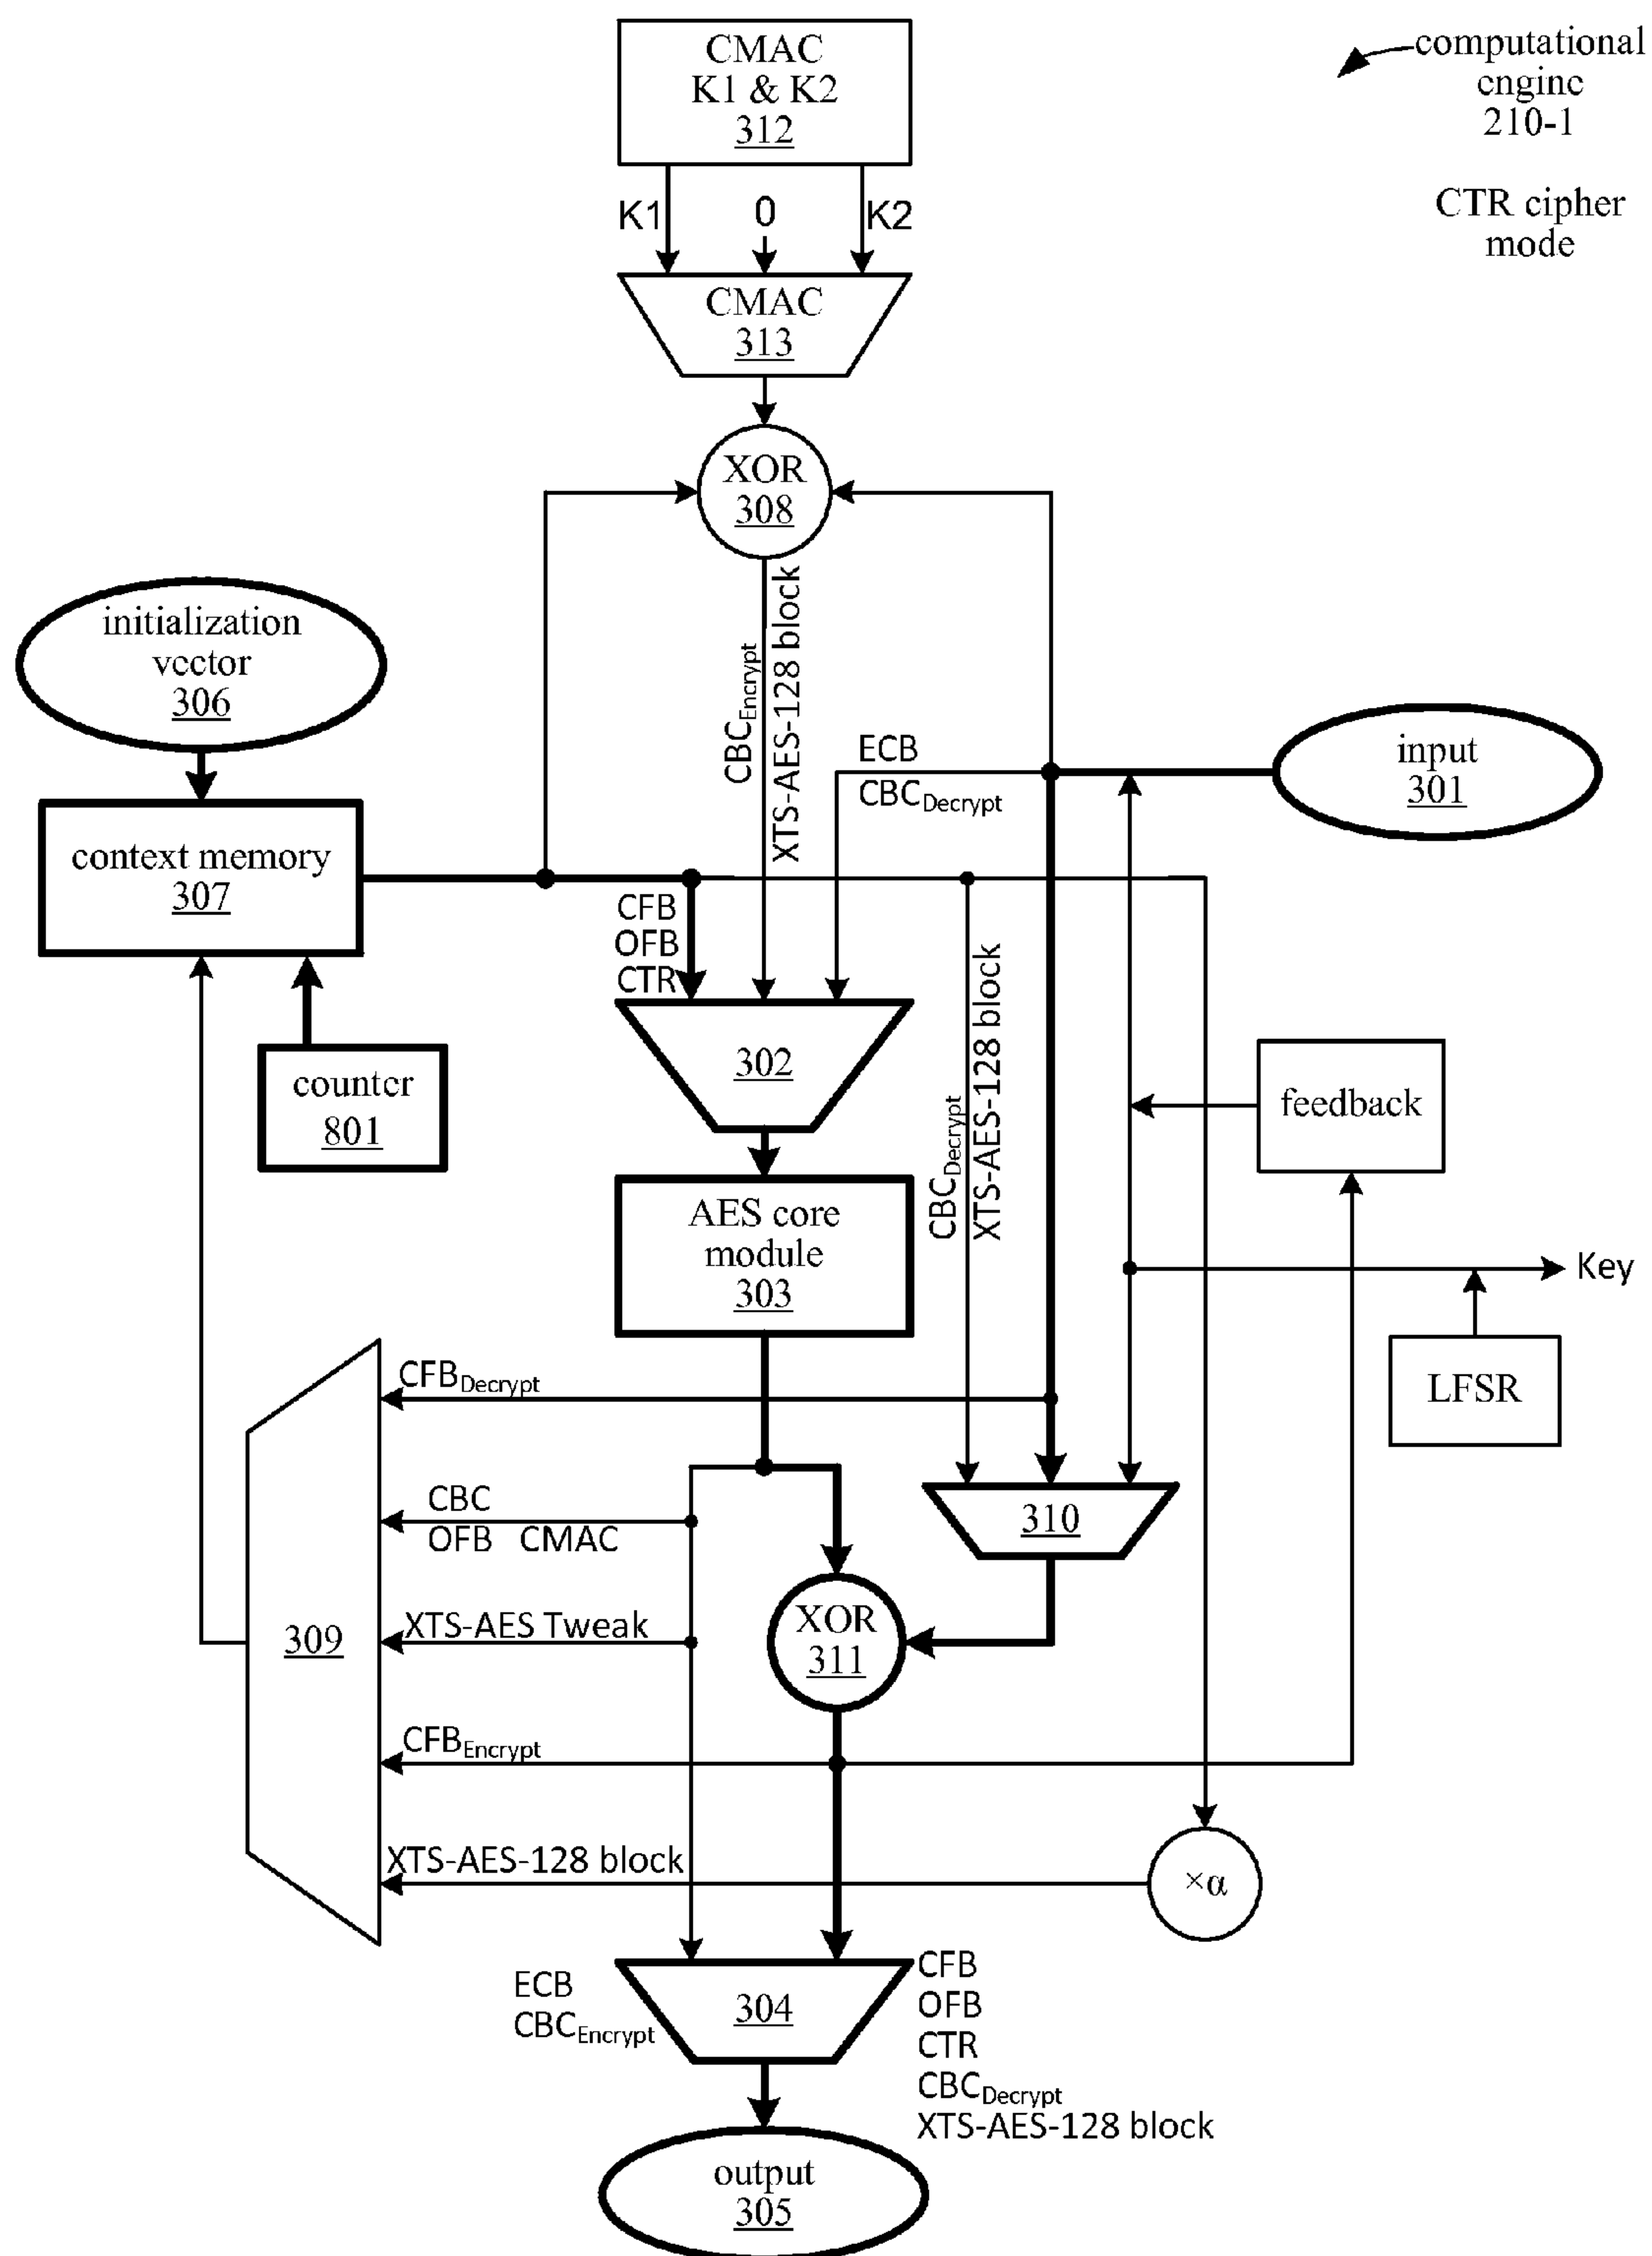 CMAC
K1 & K2
312
computational
engine
210-1
CTR cipher
mode
K1
0
K2
CMAC
313
XOR
308
initialization
vector
306
CBCEncrypt
XTS-AES-128 block
ECB
CBCDecrypt
input
301
context memory
307
CFB
OFB
CTR
302
CBCDecrypt
XTS-AES-128 block
counter
801
feedback
AES core
module
303
Key
LFSR
CFBDecrypt
CBC
OFB CMAC
310
309
XTS-AES Tweak
XOR
311
CFBEncrypt
XTS-AES-128 block
×α
ECB
CBCEncrypt
304
CFB
OFB
CTR
CBCDecrypt
XTS-AES-128 block
output
305